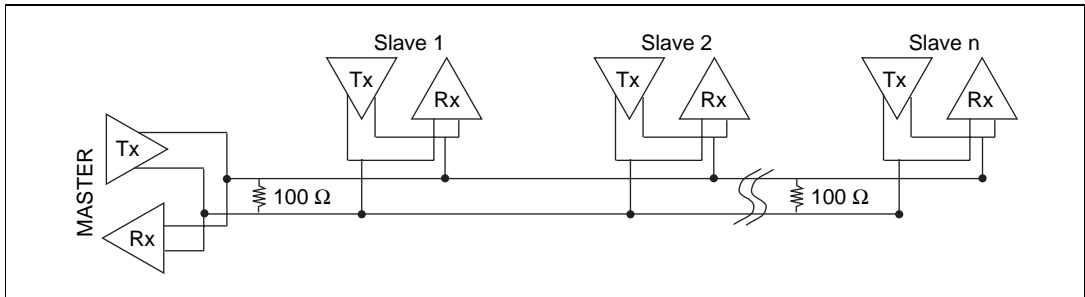 Slave 1
Slave 2
Slave n
Tx
Rx
Tx
Rx
Tx
Rx
MASTER
Tx
Rx
100 Ω
100 Ω